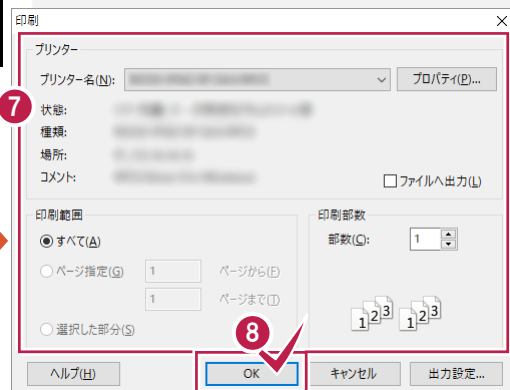 印刷
プリンター
プリンター名(N): プロパティ(P)...
7
状態:
種類:
場所:
コメント:
ファイルへ出力(L)
印刷範囲
すべて(A)
ページ指定(G) 1 ページから(F)
1 ページまで(T)
選択した部分(S)
印刷部数
部数(C): 1
1 2 3 1 2 3
8
ヘルプ(H) OK キャンセル 出力設定...